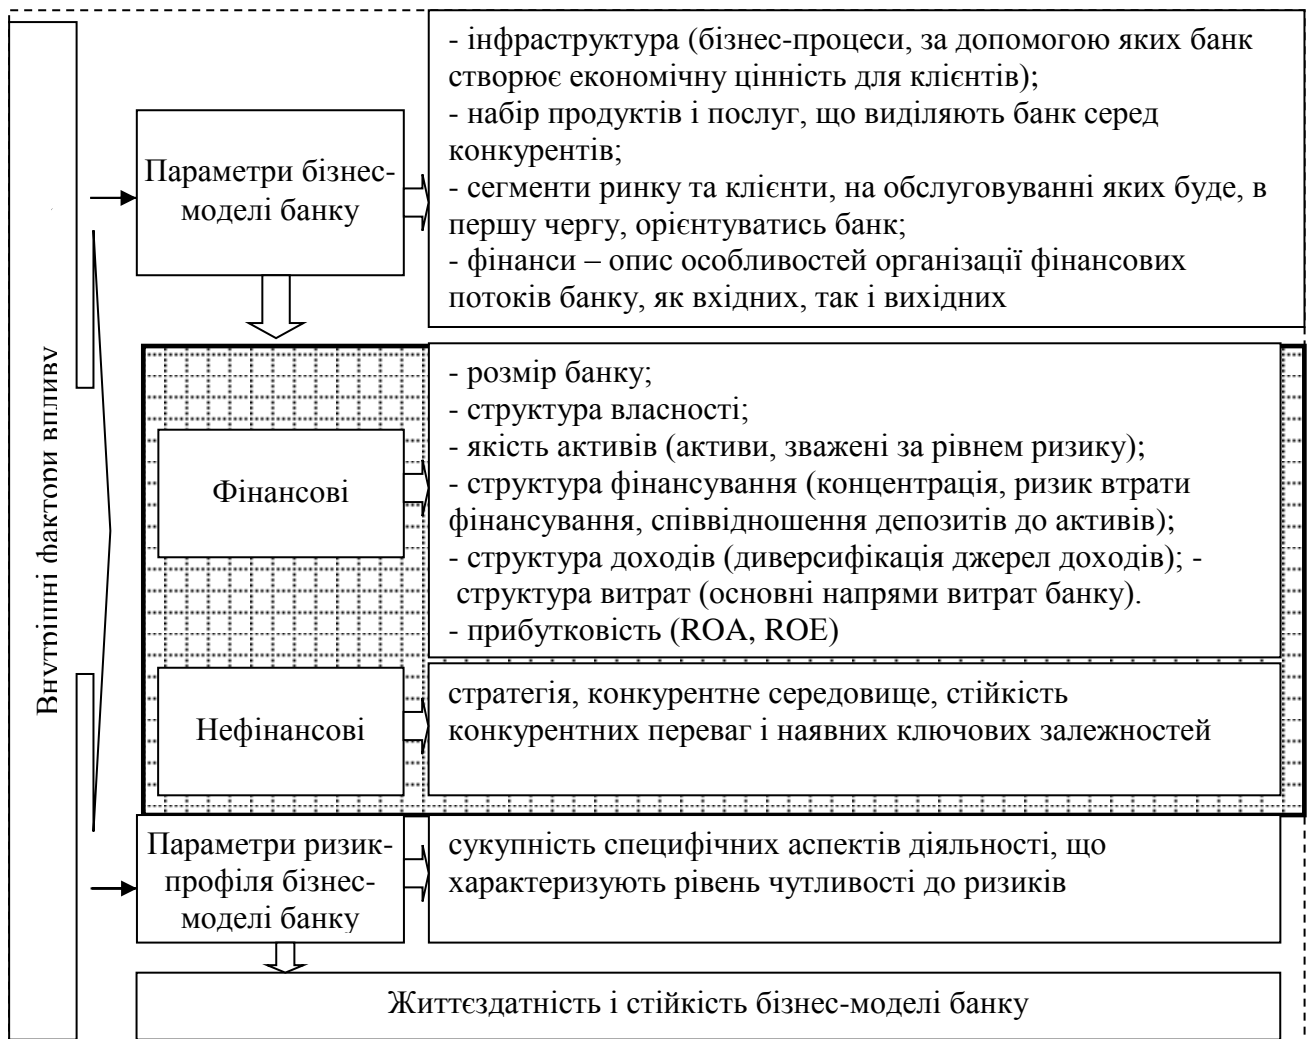 Внутрішні фактори впливу
Параметри бізнес-
моделі банку
- інфраструктура (бізнес-процеси, за допомогою яких банк
створює економічну цінність для клієнтів);
- набір продуктів і послуг, що виділяють банк серед
конкурентів;
- сегменти ринку та клієнти, на обслуговуванні яких буде, в
першу чергу, орієнтуватись банк;
- фінанси – опис особливостей організації фінансових
потоків банку, як вхідних, так і вихідних
Фінансові
- розмір банку;
- структура власності;
- якість активів (активи, зважені за рівнем ризику);
- структура фінансування (концентрація, ризик втрати
фінансування, співвідношення депозитів до активів);
- структура доходів (диверсифікація джерел доходів); -
структура витрат (основні напрями витрат банку).
- прибутковість (ROA, ROE)
Нефінансові
стратегія, конкурентне середовище, стійкість
конкурентних переваг і наявних ключових залежностей
Параметри ризик-
профіля бізнес-
моделі банку
сукупність специфічних аспектів діяльності, що
характеризують рівень чутливості до ризиків
Життєздатність і стійкість бізнес-моделі банку